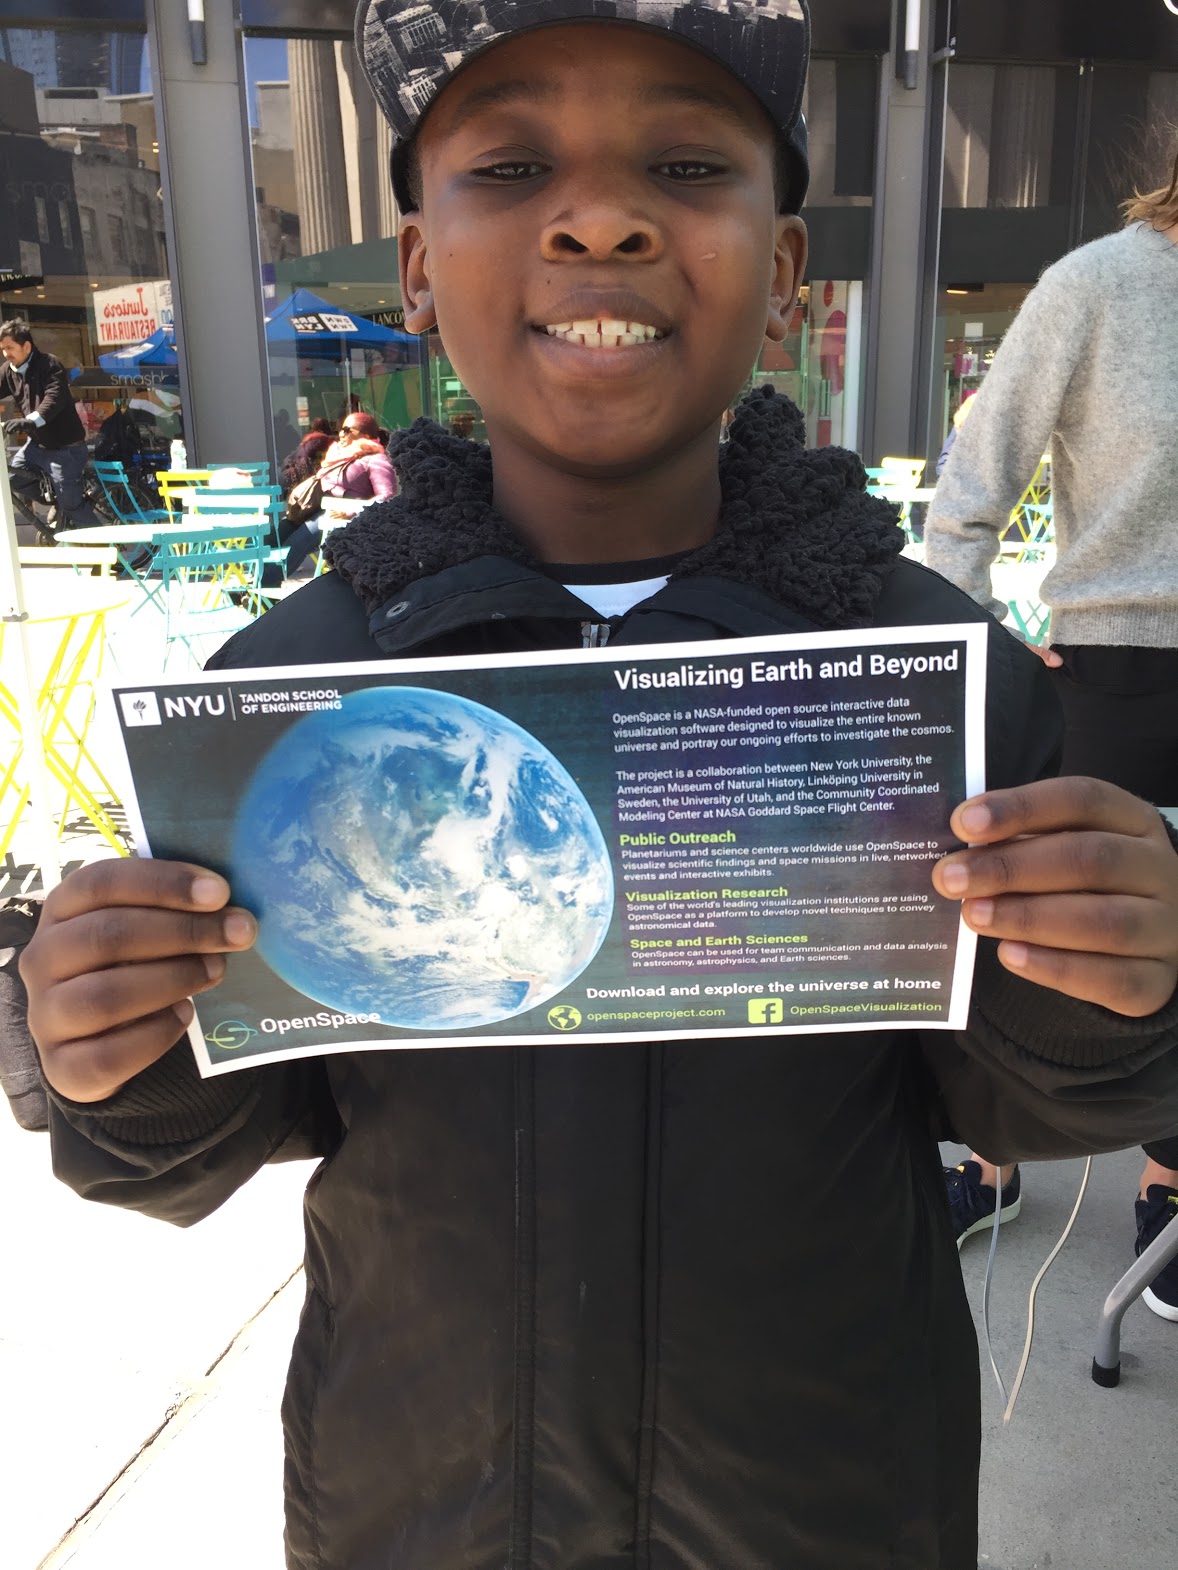 NYU
TANDON SCHOOL
OF ENGINEERING
Visualizing Earth and Beyond
OpenSpace is a NASA-funded open source interactive data
visualization software designed to visualize the entire known
universe and portray our ongoing efforts to investigate the cosmos.
The project is a collaboration between New York University, the
American Museum of Natural History, Linköping University in
Sweden, the University of Utah, and the Community Coordinated
Modeling Center at NASA Goddard Space Flight Center.
Public Outreach
Planetariums and science centers worldwide use OpenSpace to
visualize scientific findings and space missions in live, networked
events and interactive exhibits.
Visualization Research
Some of the world's leading visualization institutions are using
OpenSpace as a platform to develop novel techniques to convey
astronomical data.
Space and Earth Sciences
OpenSpace can be used for team communication and data analysis
in astronomy, astrophysics, and Earth sciences.
Download and explore the universe at home
openspaceproject.com
OpenSpaceVisualization
OpenSpace
Junior's
RESTAURANT
smash